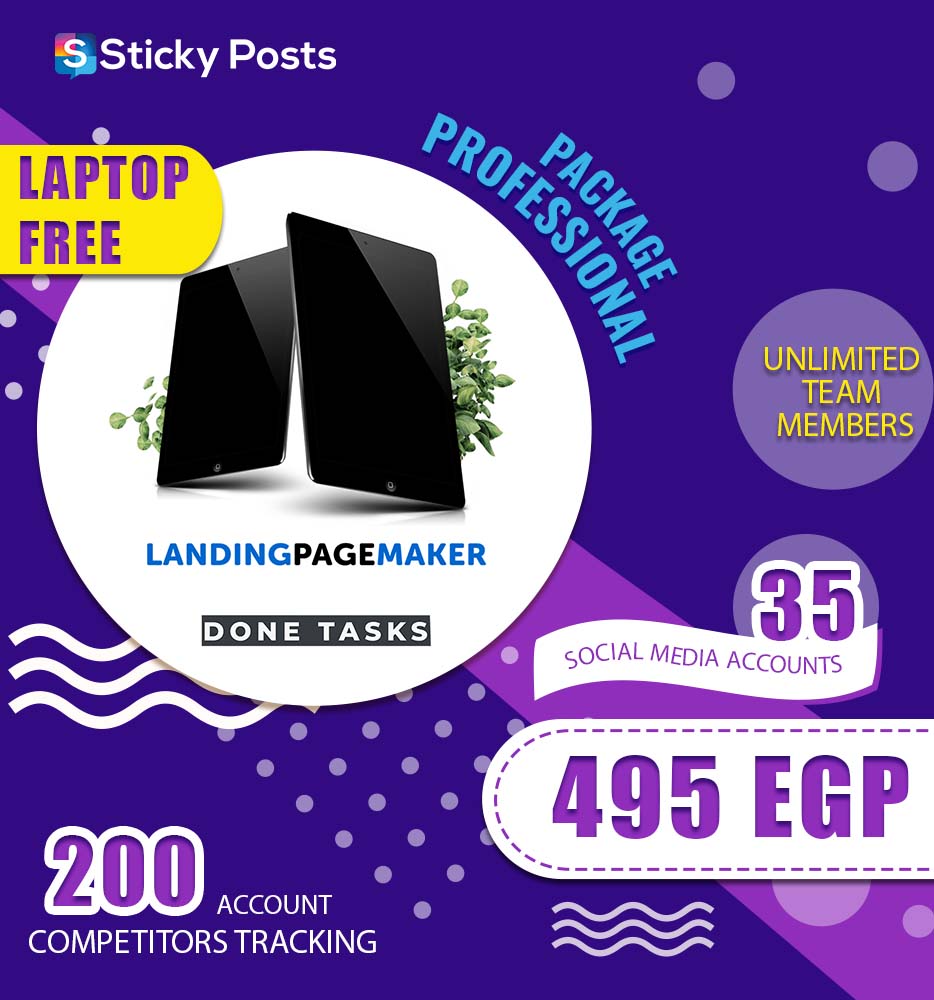 S Sticky Posts
LAPTOP
FREE
PACKAGE
PROFESSIONAL
UNLIMITED
TEAM
MEMBERS
LANDINGPAGEMAKER
DONE TASKS
35
SOCIAL MEDIA ACCOUNTS
495 EGP
200 ACCOUNT
COMPETITORS TRACKING